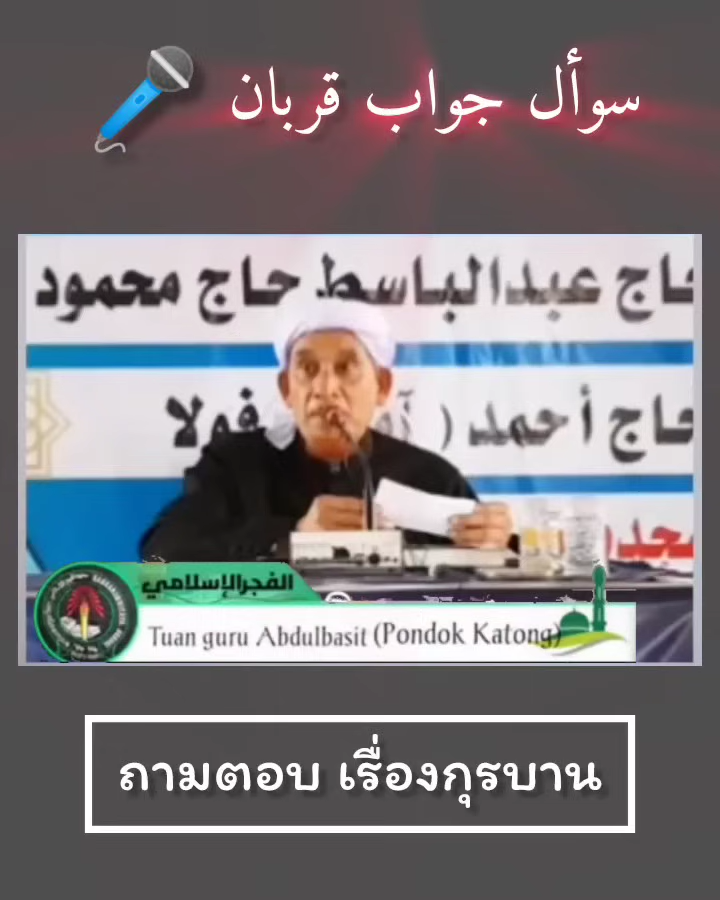 سوأل جواب قربان
حاج عبدالباسط حاج محمود
حاج أحمد (
فولا
الفجرالإسلامي
Tuan guru Abdulbasit (Pondok Katong)
ถามตอบ เรื่องกุรบาน